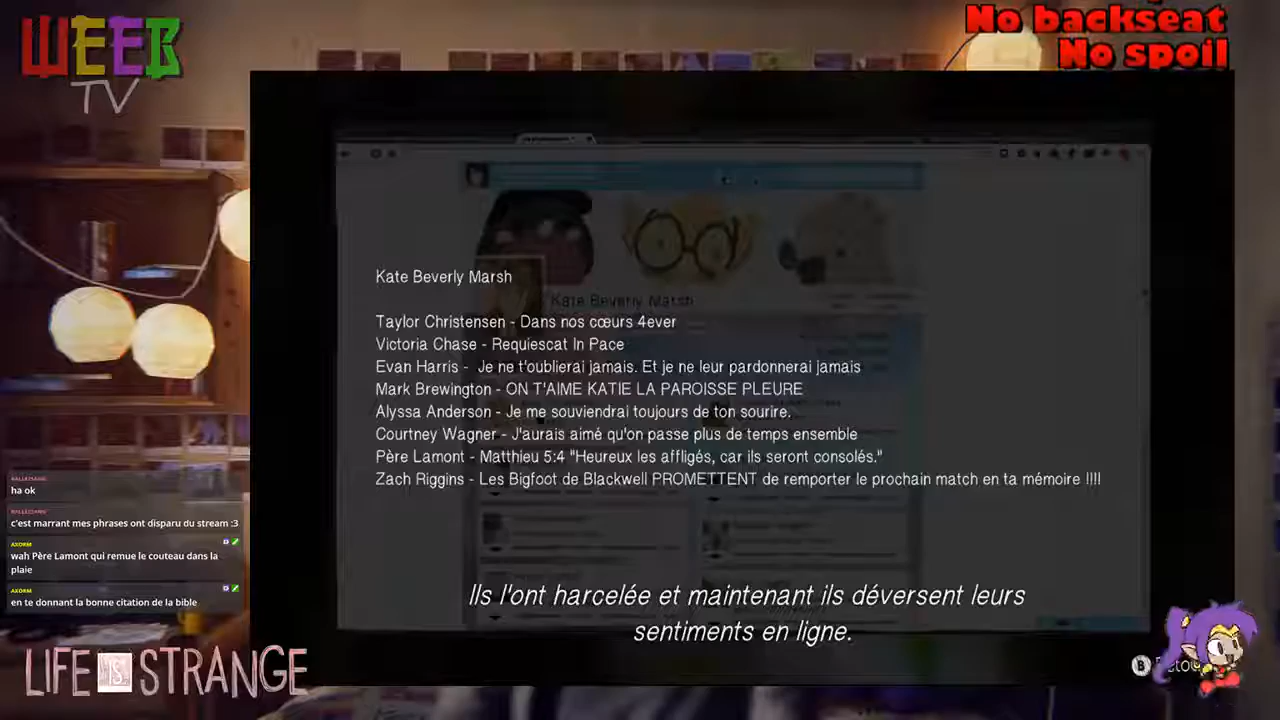 WEEB
TV
No backseat
No spoil
Kate Beverly Marsh
Kate Beverly Marsh
Taylor Christensen - Dans nos cœurs 4ever
Victoria Chase - Requiescat In Pace
Evan Harris - Je ne t'oublierai jamais. Et je ne leur pardonnerai jamais
Mark Brewington - ON T'AIME KATIE LA PAROISSE PLEURE
Alyssa Anderson - Je me souviendrai toujours de ton sourire.
Courtney Wagner - J'aurais aimé qu'on passe plus de temps ensemble
Père Lamont - Matthieu 5:4 "Heureux les affligés, car ils seront consolés."
Zach Riggins - Les Bigfoot de Blackwell PROMETTENT de remporter le prochain match en ta mémoire !!!!
ha ok
c'est marrant mes phrases ont disparu du stream :3
AXORM
wah Père Lamont qui remue le couteau dans la
plaie
AXORM
en te donnant la bonne citation de la bible
Ils l'ont harcelée et maintenant ils déversent leurs
sentiments en ligne.
LIFE IS STRANGE
B